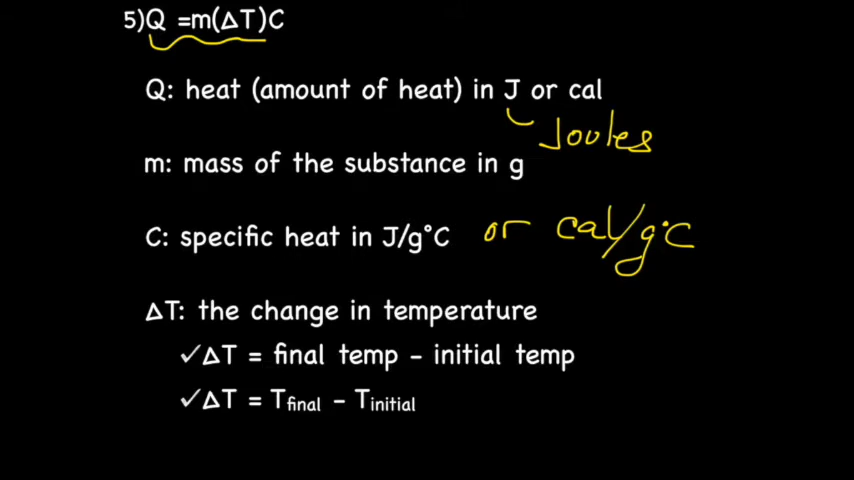 5)Q =m(ΔT)C
Q: heat (amount of heat) in J or cal
Joules
m: mass of the substance in g
C: specific heat in J/g°C or cal/g°C
ΔT: the change in temperature
✓ΔT = final temp - initial temp
✓ΔT = Tfinal - Tinitial